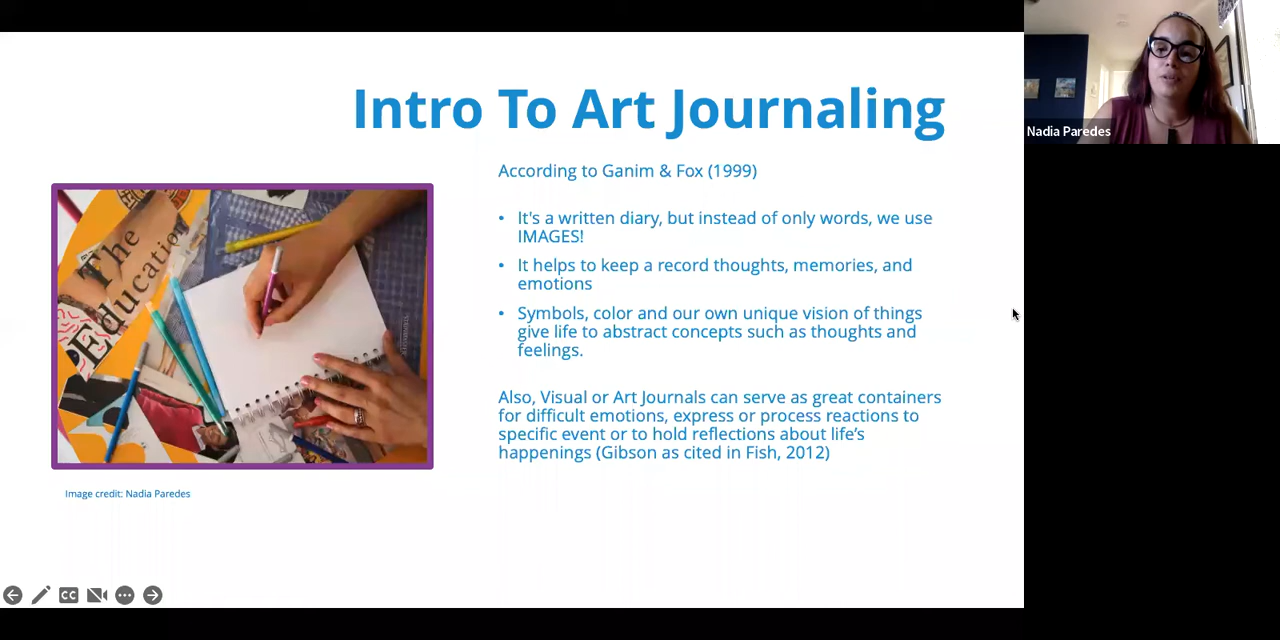 Intro To Art Journaling
Nadia Paredes
According to Ganim & Fox (1999)
• It's a written diary, but instead of only words, we use
IMAGES!
• It helps to keep a record thoughts, memories, and
emotions
• Symbols, color and our own unique vision of things
give life to abstract concepts such as thoughts and
feelings.
Also, Visual or Art Journals can serve as great containers
for difficult emotions, express or process reactions to
specific event or to hold reflections about life’s
happenings (Gibson as cited in Fish, 2012)
The
Education
Image credit: Nadia Paredes
CC